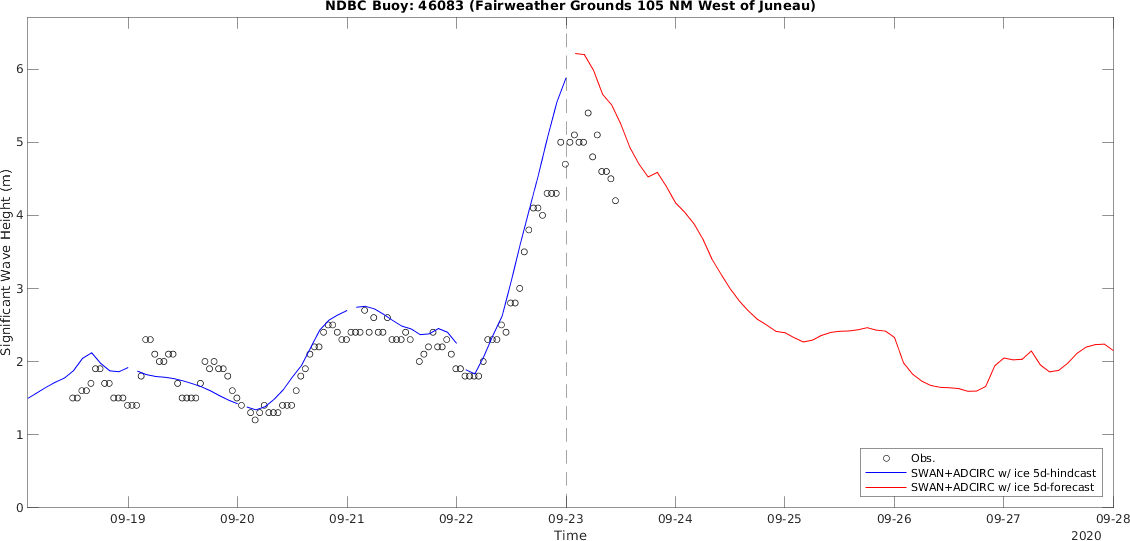 NDBC Buoy: 46083 (Fairweather Grounds 105 NM West of Juneau)
Significant Wave Height (m)
6
5
4
3
2
1
0
Obs.
SWAN+ADCIRC w/ ice 5d-hindcast
SWAN+ADCIRC w/ ice 5d-forecast
09-19 09-20 09-21 09-22 09-23 09-24 09-25 09-26 09-27 09-28
Time
2020